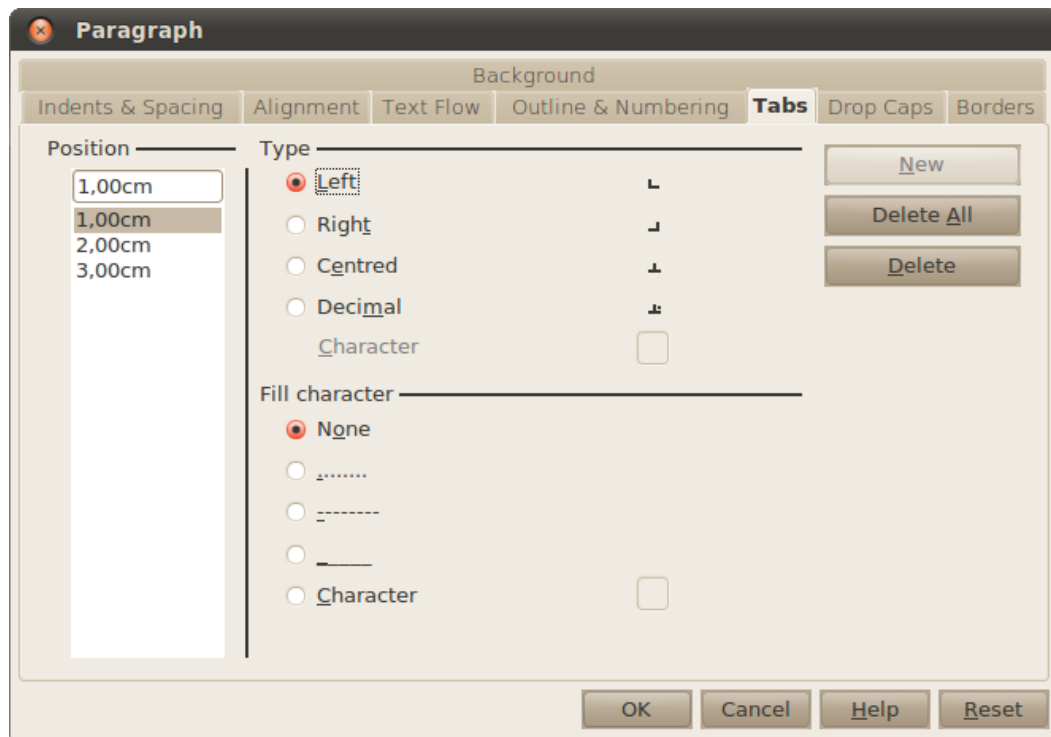 Paragraph
Background
Indents & Spacing Alignment Text Flow Outline & Numbering Tabs Drop Caps Borders
Position
1,00cm
1,00cm
2,00cm
3,00cm
Type
Left
Right
Centred
Decimal
Character
Fill character
None
........
--------
______
Character
New
Delete All
Delete
OK Cancel Help Reset